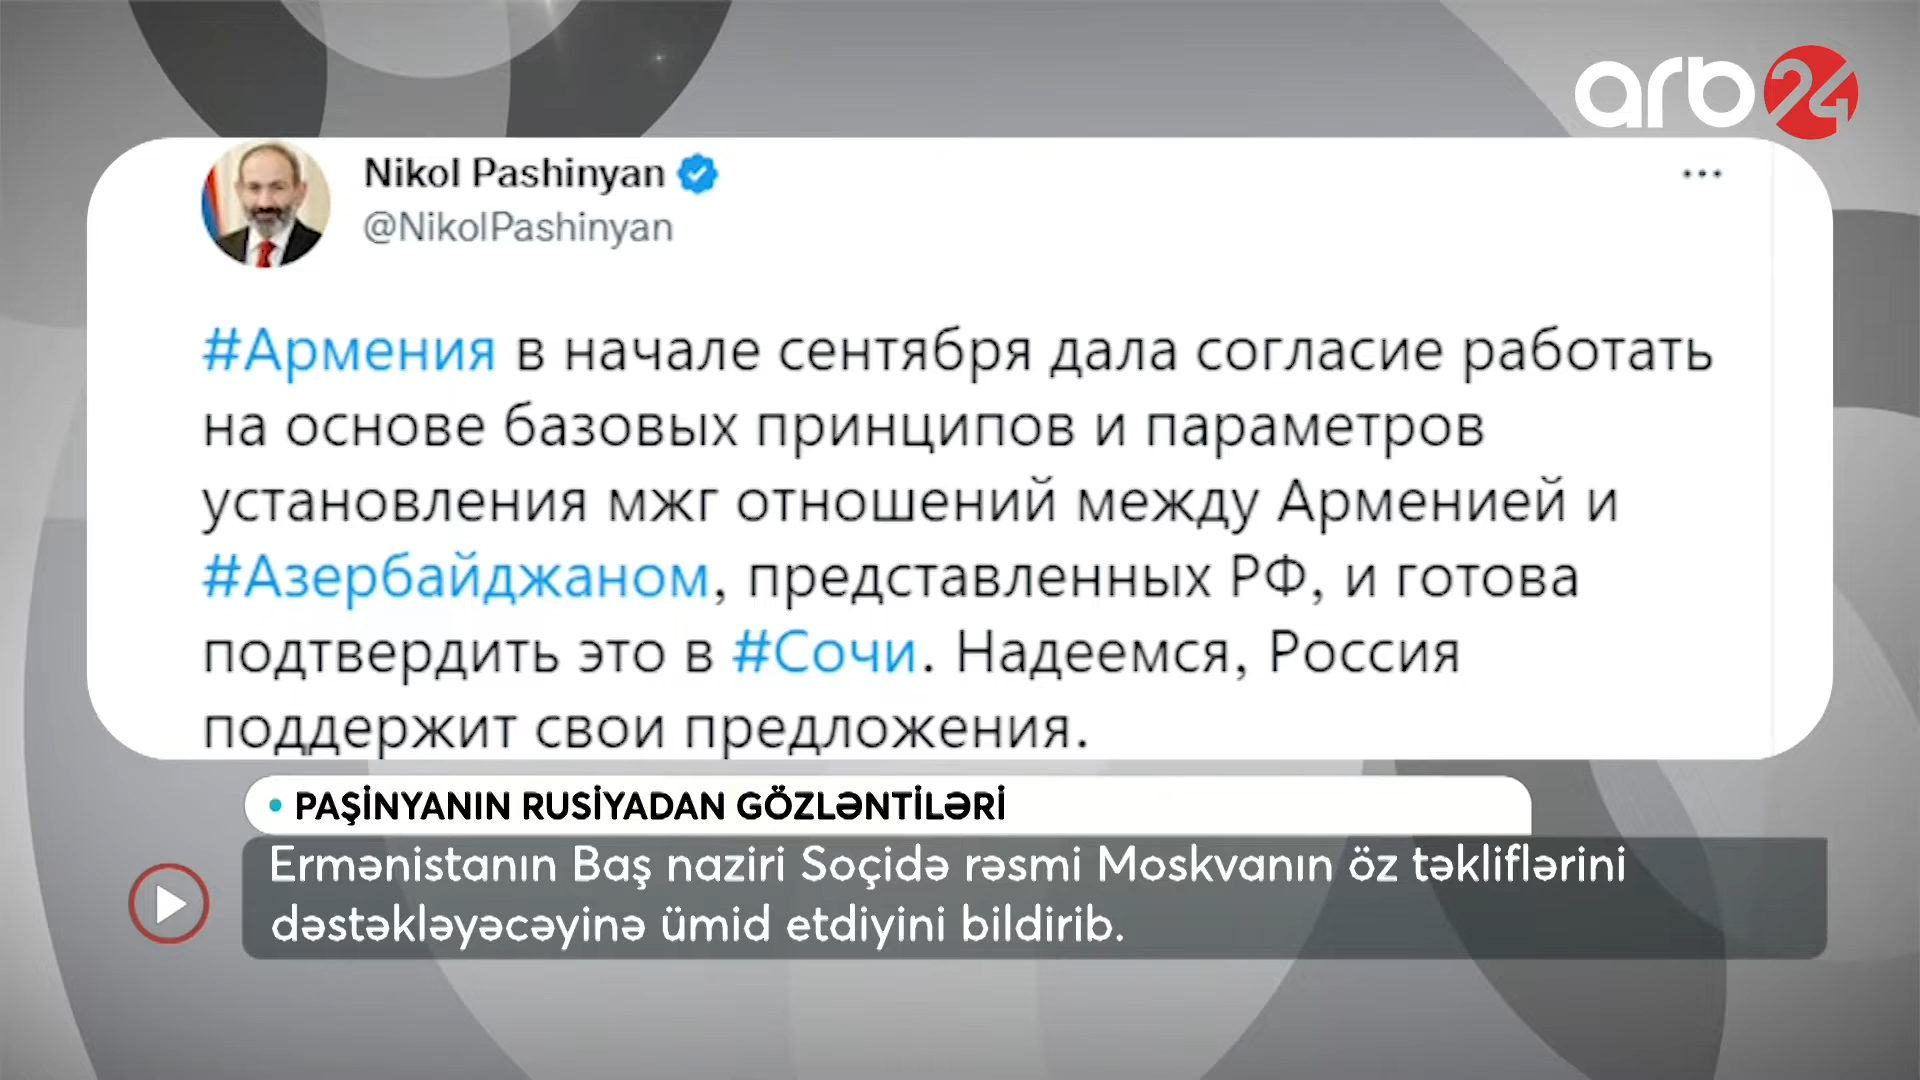 arb24
Nikol Pashinyan
@NikolPashinyan
#Армения в начале сентября дала согласие работать
на основе базовых принципов и параметров
установления мжг отношений между Арменией и
#Азербайджаном, представленных РФ, и готова
подтвердить это в #Сочи. Надеемся, Россия
поддержит свои предложения.
• PAŞİNYANIN RUSİYADAN GÖZLƏNTİLƏRİ
Ermənistanın Baş naziri Soçidə rəsmi Moskvanın öz təkliflərini
dəstəkləyəcəyinə ümid etdiyini bildirib.